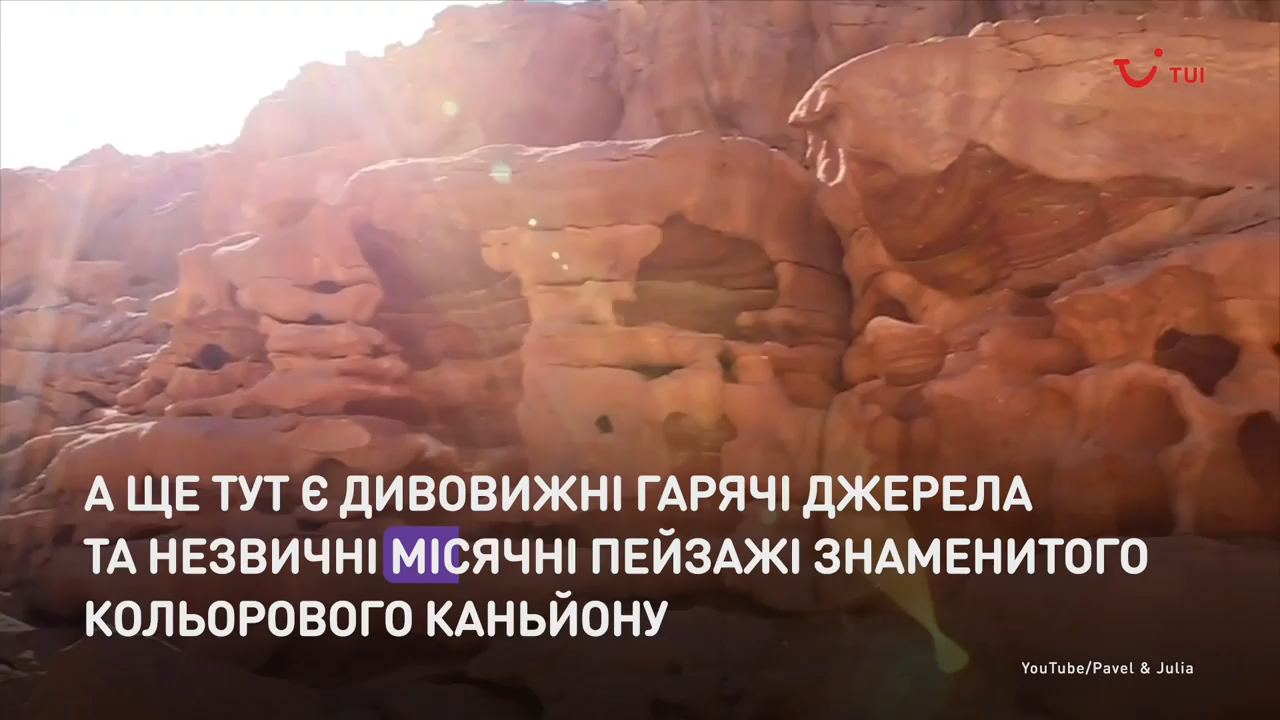 TUI
А ЩЕ ТУТ Є ДИВОВИЖНІ ГАРЯЧІ ДЖЕРЕЛА
ТА НЕЗВИЧНІ МІСЯЧНІ ПЕЙЗАЖІ ЗНАМЕНИТОГО
КОЛЬОРОВОГО КАНЬЙОНУ
YouTube/Pavel & Julia